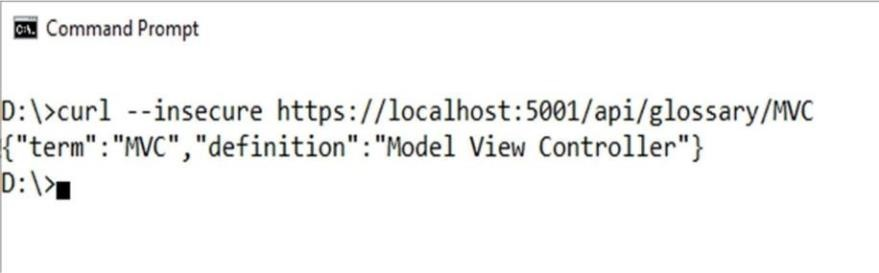 Command Prompt
D:\>curl --insecure https://localhost:5001/api/glossary/MVC
{"term":"MVC","definition":"Model View Controller"}
D:\>